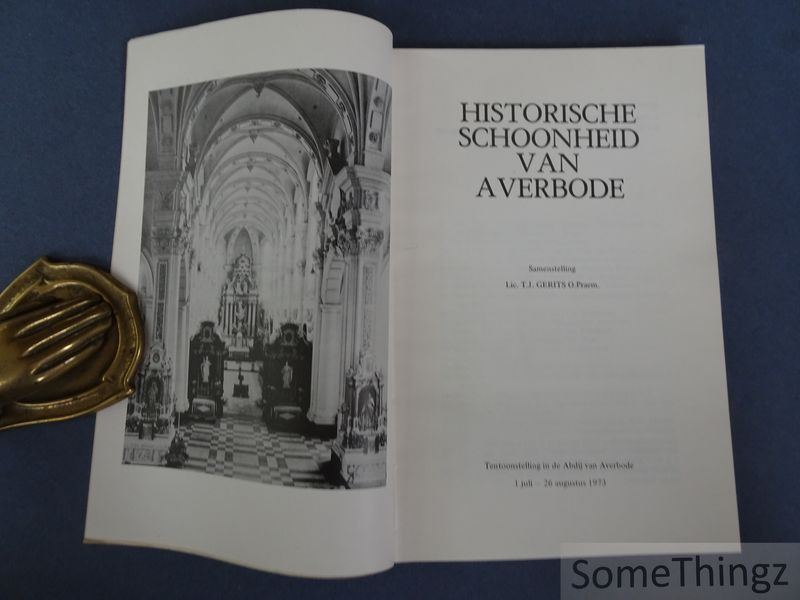 HISTORISCHE
SCHOONHEID
VAN
AVERBODE
Samenstelling
Lic. T.J. GERITS O.Praem.
Tentoonstelling in de Abdij van Averbode
1 juli - 26 augustus 1973
SomeThingz